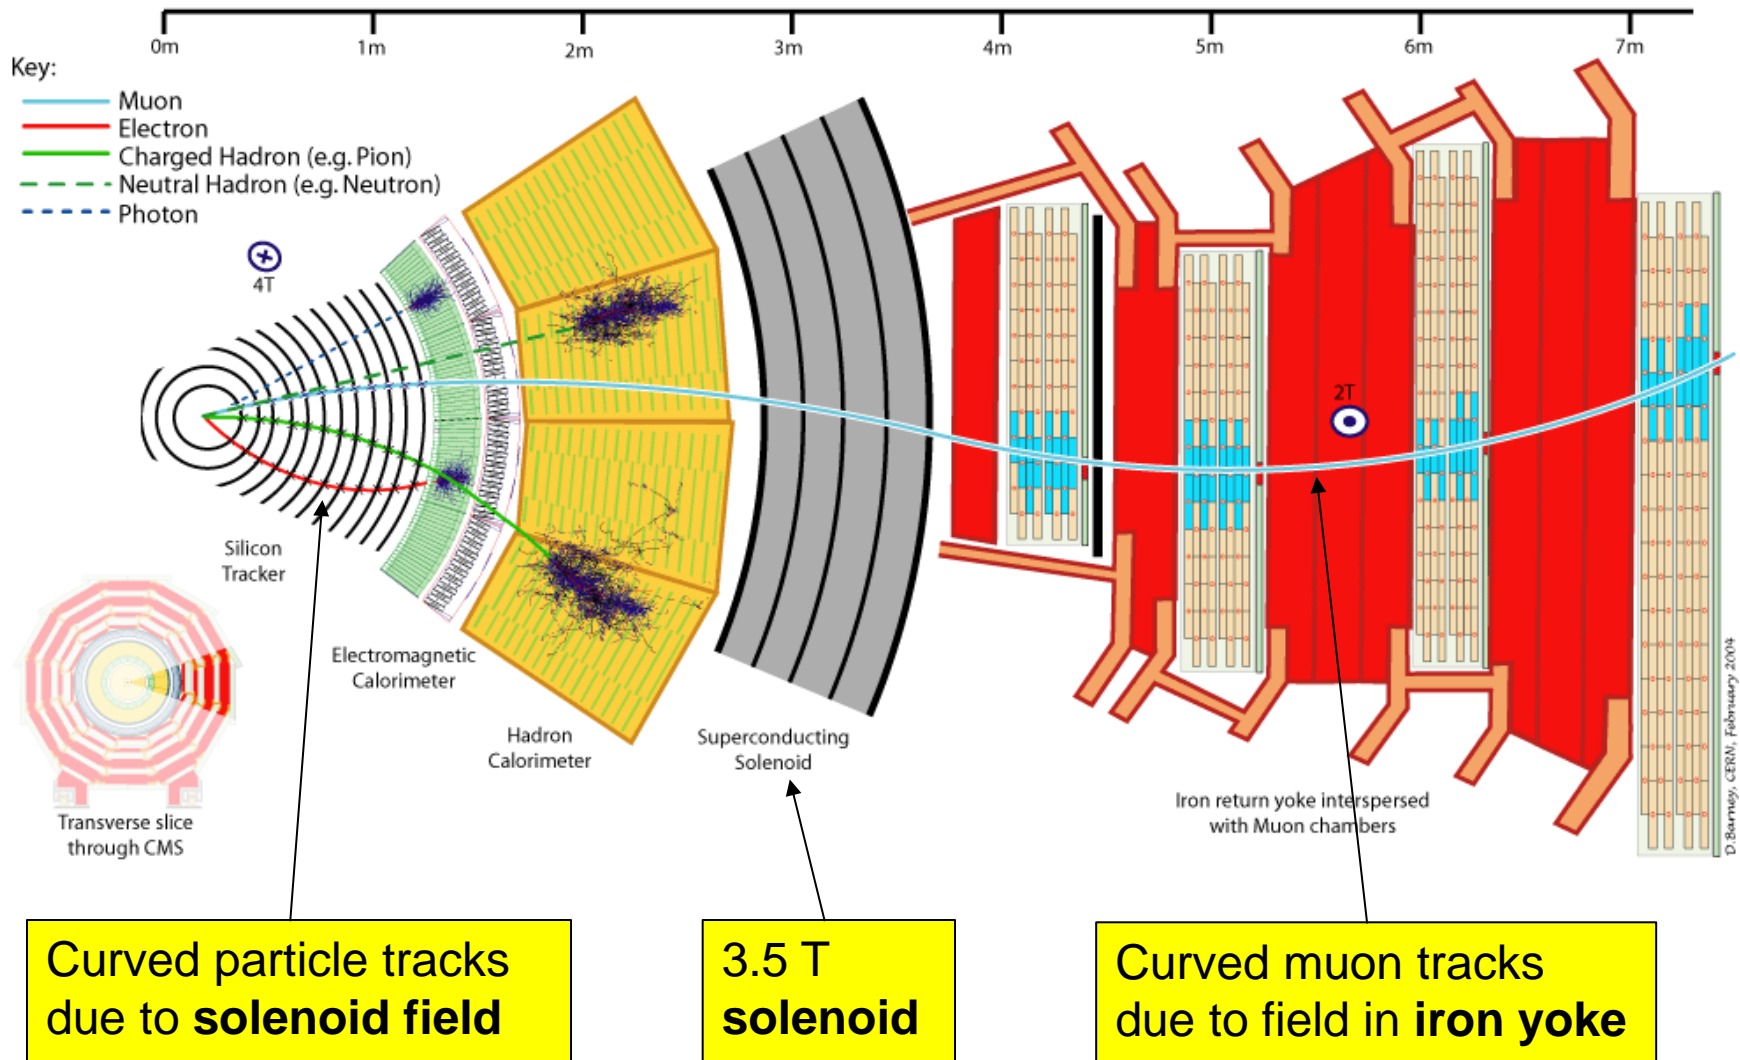 0m 1m 2m 3m 4m 5m 6m 7m
Key:
Muon
Electron
Charged Hadron (e.g. Pion)
Neutral Hadron (e.g. Neutron)
Photon
4T
2T
Silicon
Tracker
Electromagnetic
Calorimeter
Hadron
Calorimeter
Superconducting
Solenoid
Iron return yoke interspersed
with Muon chambers
Transverse slice
through CMS
D.Barney, CERN, February 2004
Curved particle tracks
due to solenoid field
3.5 T
solenoid
Curved muon tracks
due to field in iron yoke